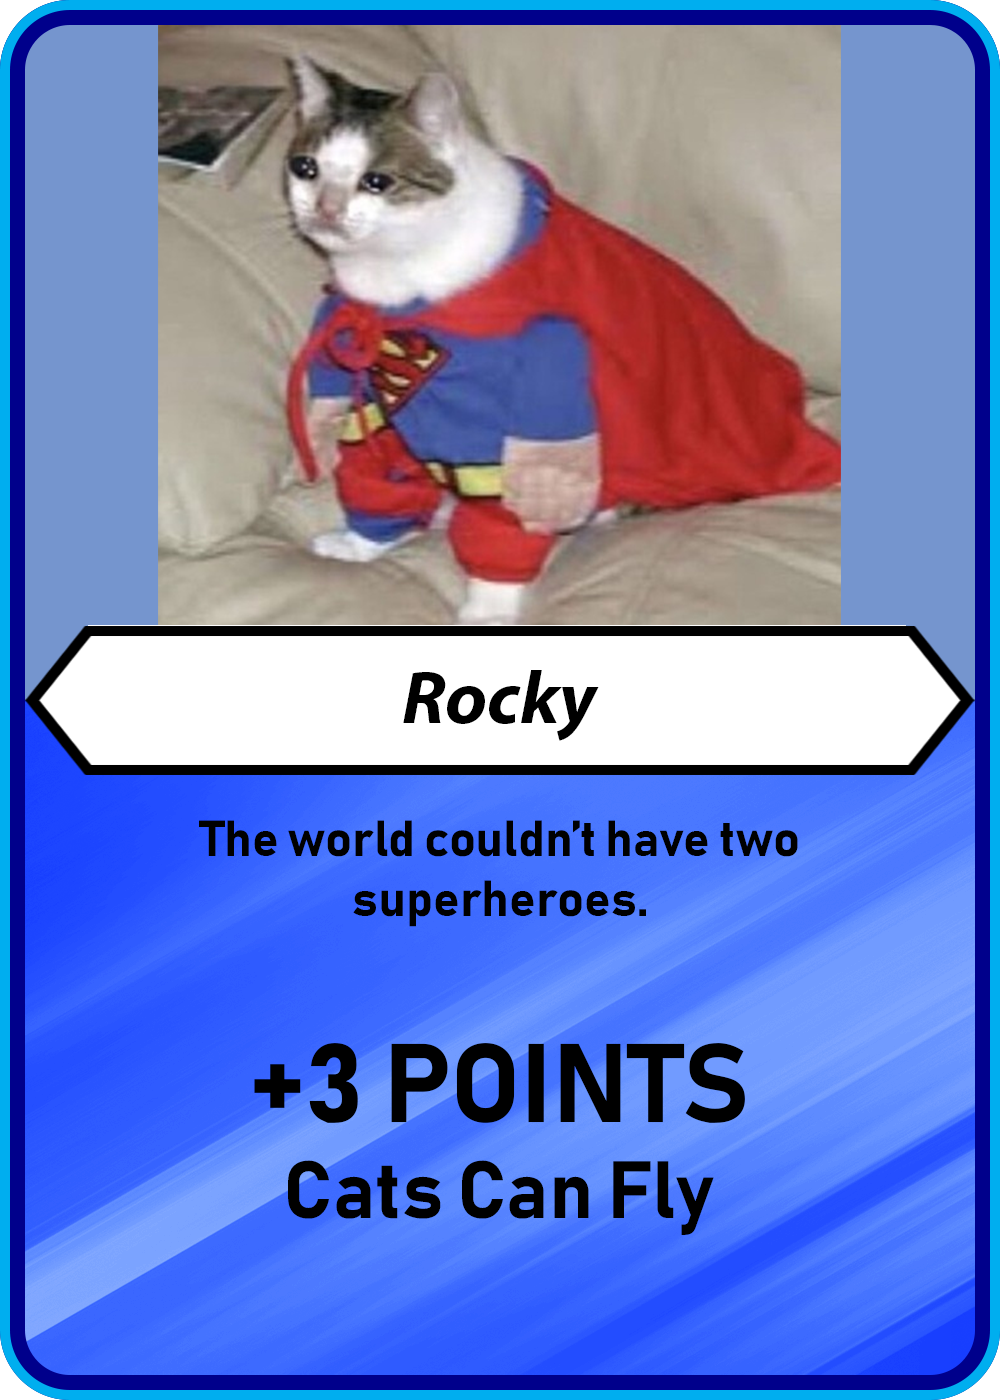 Rocky
The world couldn’t have two
superheroes.
+3 POINTS
Cats Can Fly